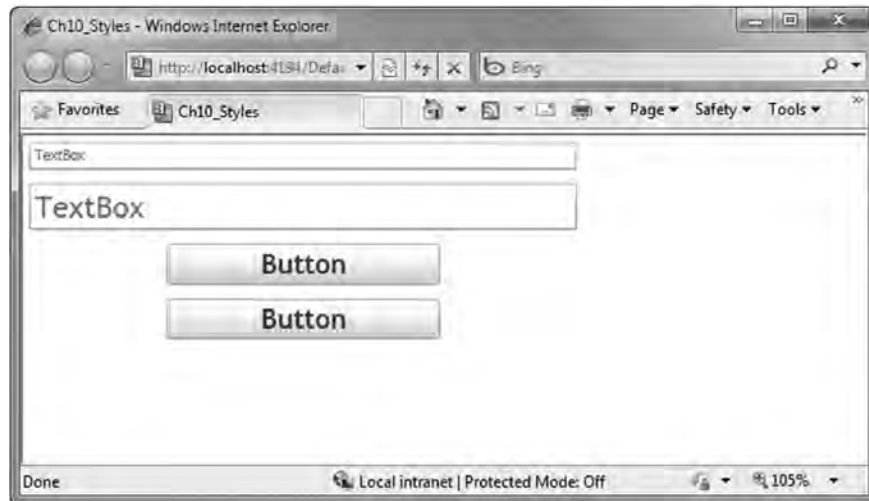 Ch10_Styles - Windows Internet Explorer
http://localhost:4194/Defau
Bing
Favorites Ch10_Styles Page Safety Tools »
TextBox
TextBox
Button
Button
Done Local intranet | Protected Mode: Off 105%